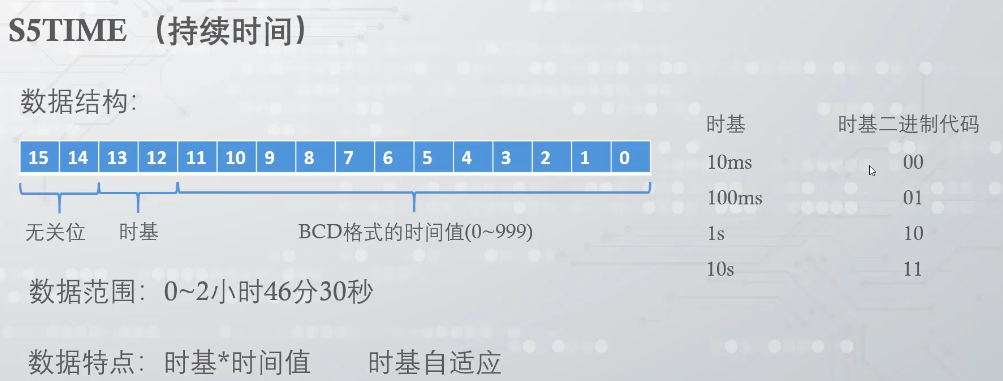 S5TIME （持续时间）
数据结构：
15 14 13 12 11 10 9 8 7 6 5 4 3 2 1 0
无关位 时基 BCD格式的时间值(0~999)
时基 时基二进制代码
10ms 00
100ms 01
1s 10
10s 11
数据范围：0~2小时46分30秒
数据特点：时基*时间值 时基自适应